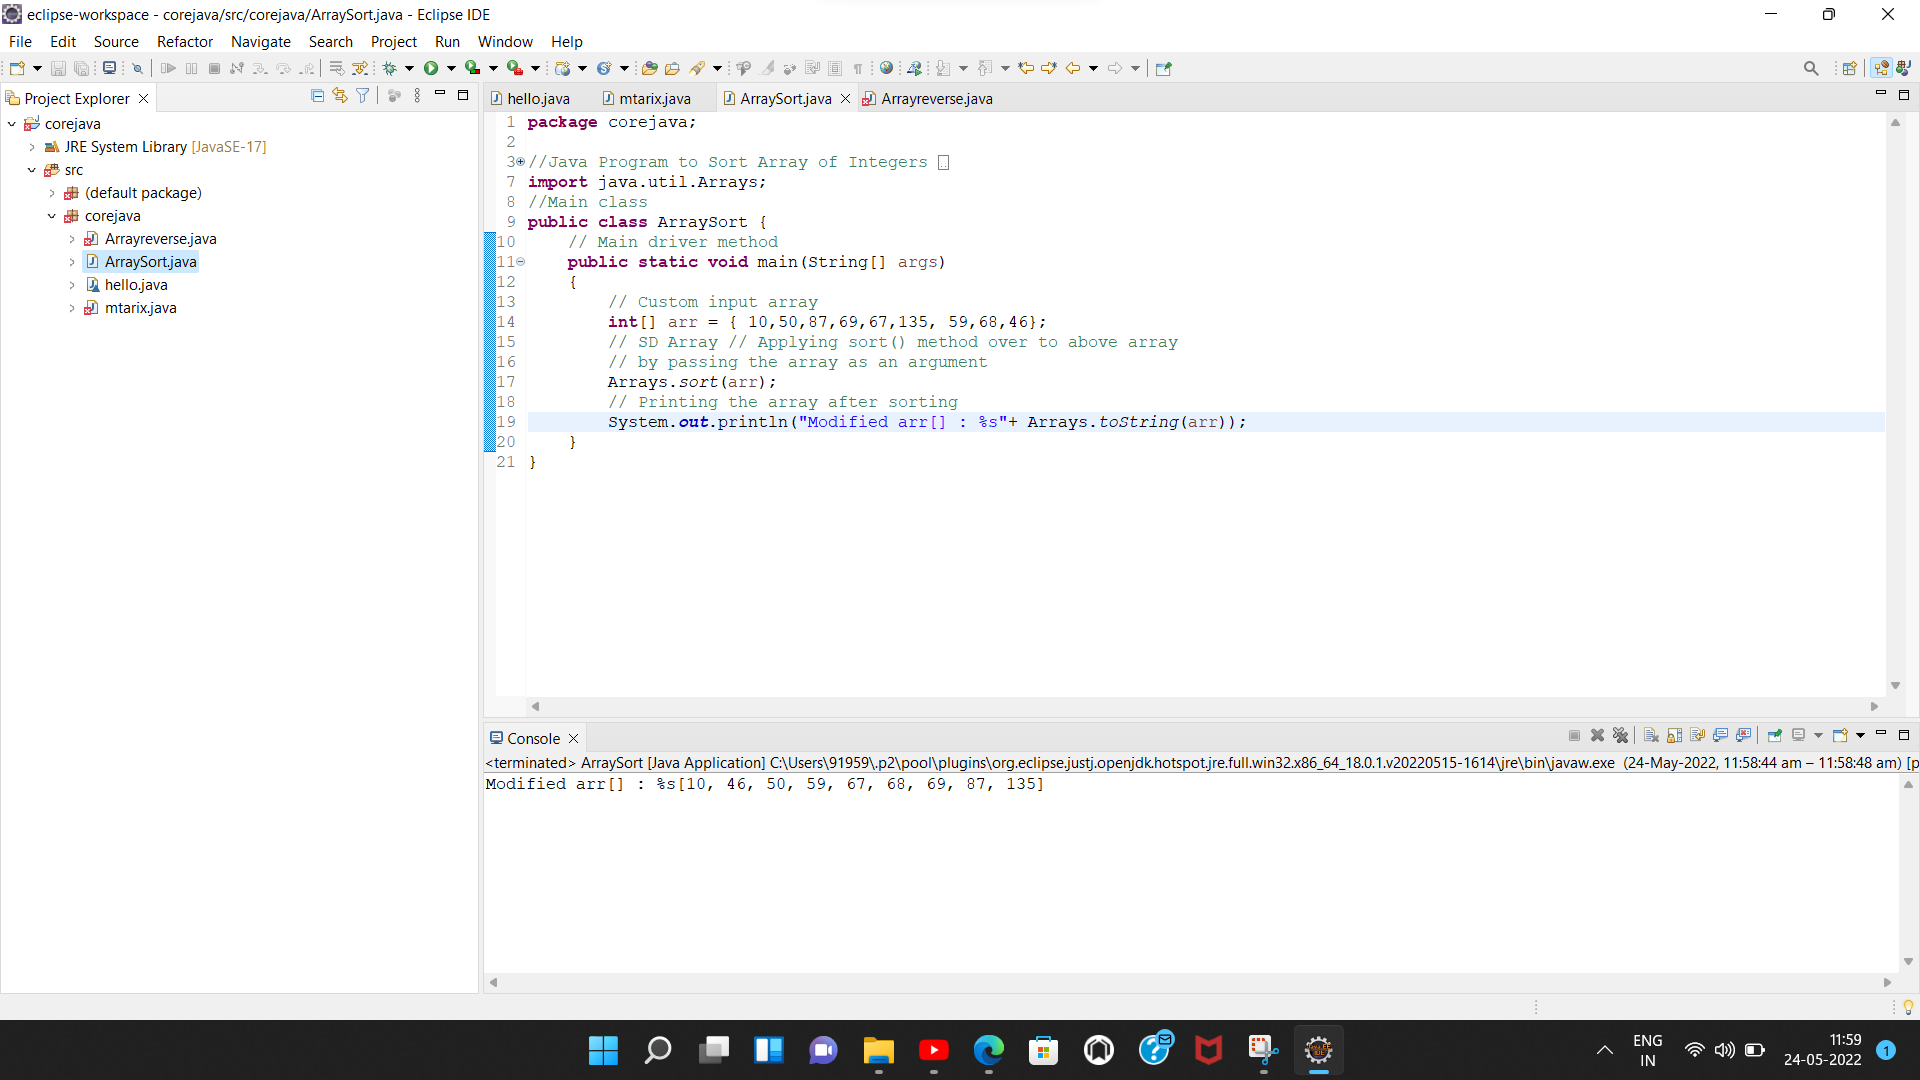 eclipse-workspace - corejava/src/corejava/ArraySort.java - Eclipse IDE
File Edit Source Refactor Navigate Search Project Run Window Help
Project Explorer
corejava
JRE System Library [JavaSE-17]
src
(default package)
corejava
Arrayreverse.java
ArraySort.java
hello.java
mtarix.java
hello.java mtarix.java ArraySort.java Arrayreverse.java
1 package corejava;
2
3 //Java Program to Sort Array of Integers
7 import java.util.Arrays;
8 //Main class
9 public class ArraySort {
10 // Main driver method
11 public static void main(String[] args)
12 {
13 // Custom input array
14 int[] arr = { 10,50,87,69,67,135, 59,68,46};
15 // SD Array // Applying sort() method over to above array
16 // by passing the array as an argument
17 Arrays.sort(arr);
18 // Printing the array after sorting
19 System.out.println("Modified arr[] : %s"+ Arrays.toString(arr));
20 }
21 }
Console
<terminated> ArraySort [Java Application] C:\Users\91959\.p2\pool\plugins\org.eclipse.justj.openjdk.hotspot.jre.full.win32.x86_64_18.0.1.v20220515-1614\jre\bin\javaw.exe (24-May-2022, 11:58:44 am – 11:58:48 am) [p
Modified arr[] : %s[10, 46, 50, 59, 67, 68, 69, 87, 135]
ENG
IN
11:59
24-05-2022
1